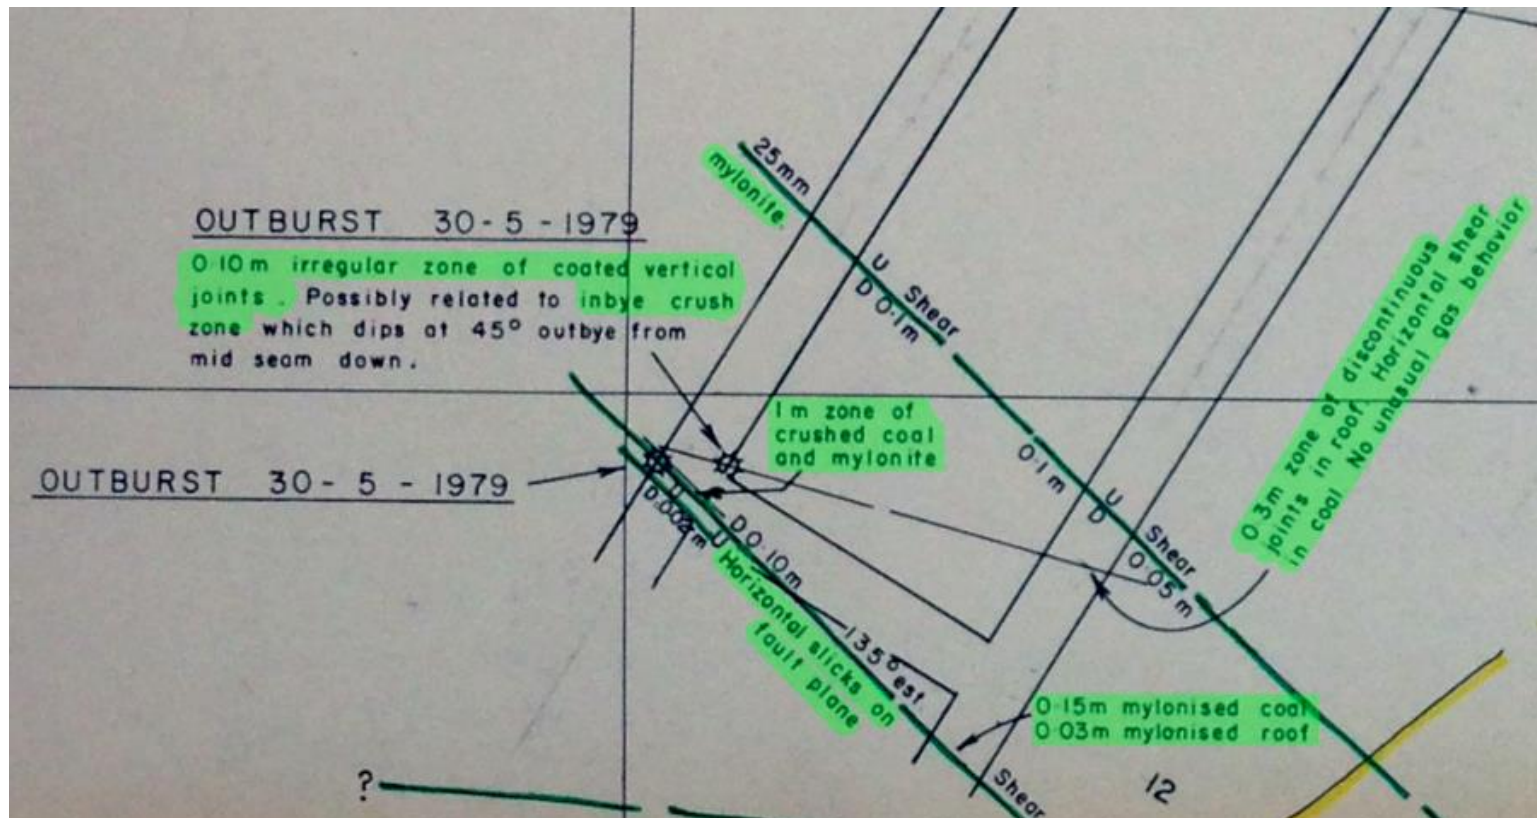 25mm
mylonite.
OUTBURST 30-5-1979
0·10m irregular zone of coated vertical
joints. Possibly related to inbye crush
zone which dips at 45° outbye from
mid seam down.
U
D 0·1m
Shear
1m zone of
crushed coal
and mylonite
0·3m zone of discontinuous
joints in roof. Horizontal shear
in coal No unusual gas behavior
OUTBURST 30-5-1979
0·1m
U
D
Shear
0·05m
U
D·002m
U
D 0·10m
Horizontal slicks on
fault plane
135° est
0·15m mylonised coal
0·03m mylonised roof
12
Shear
?